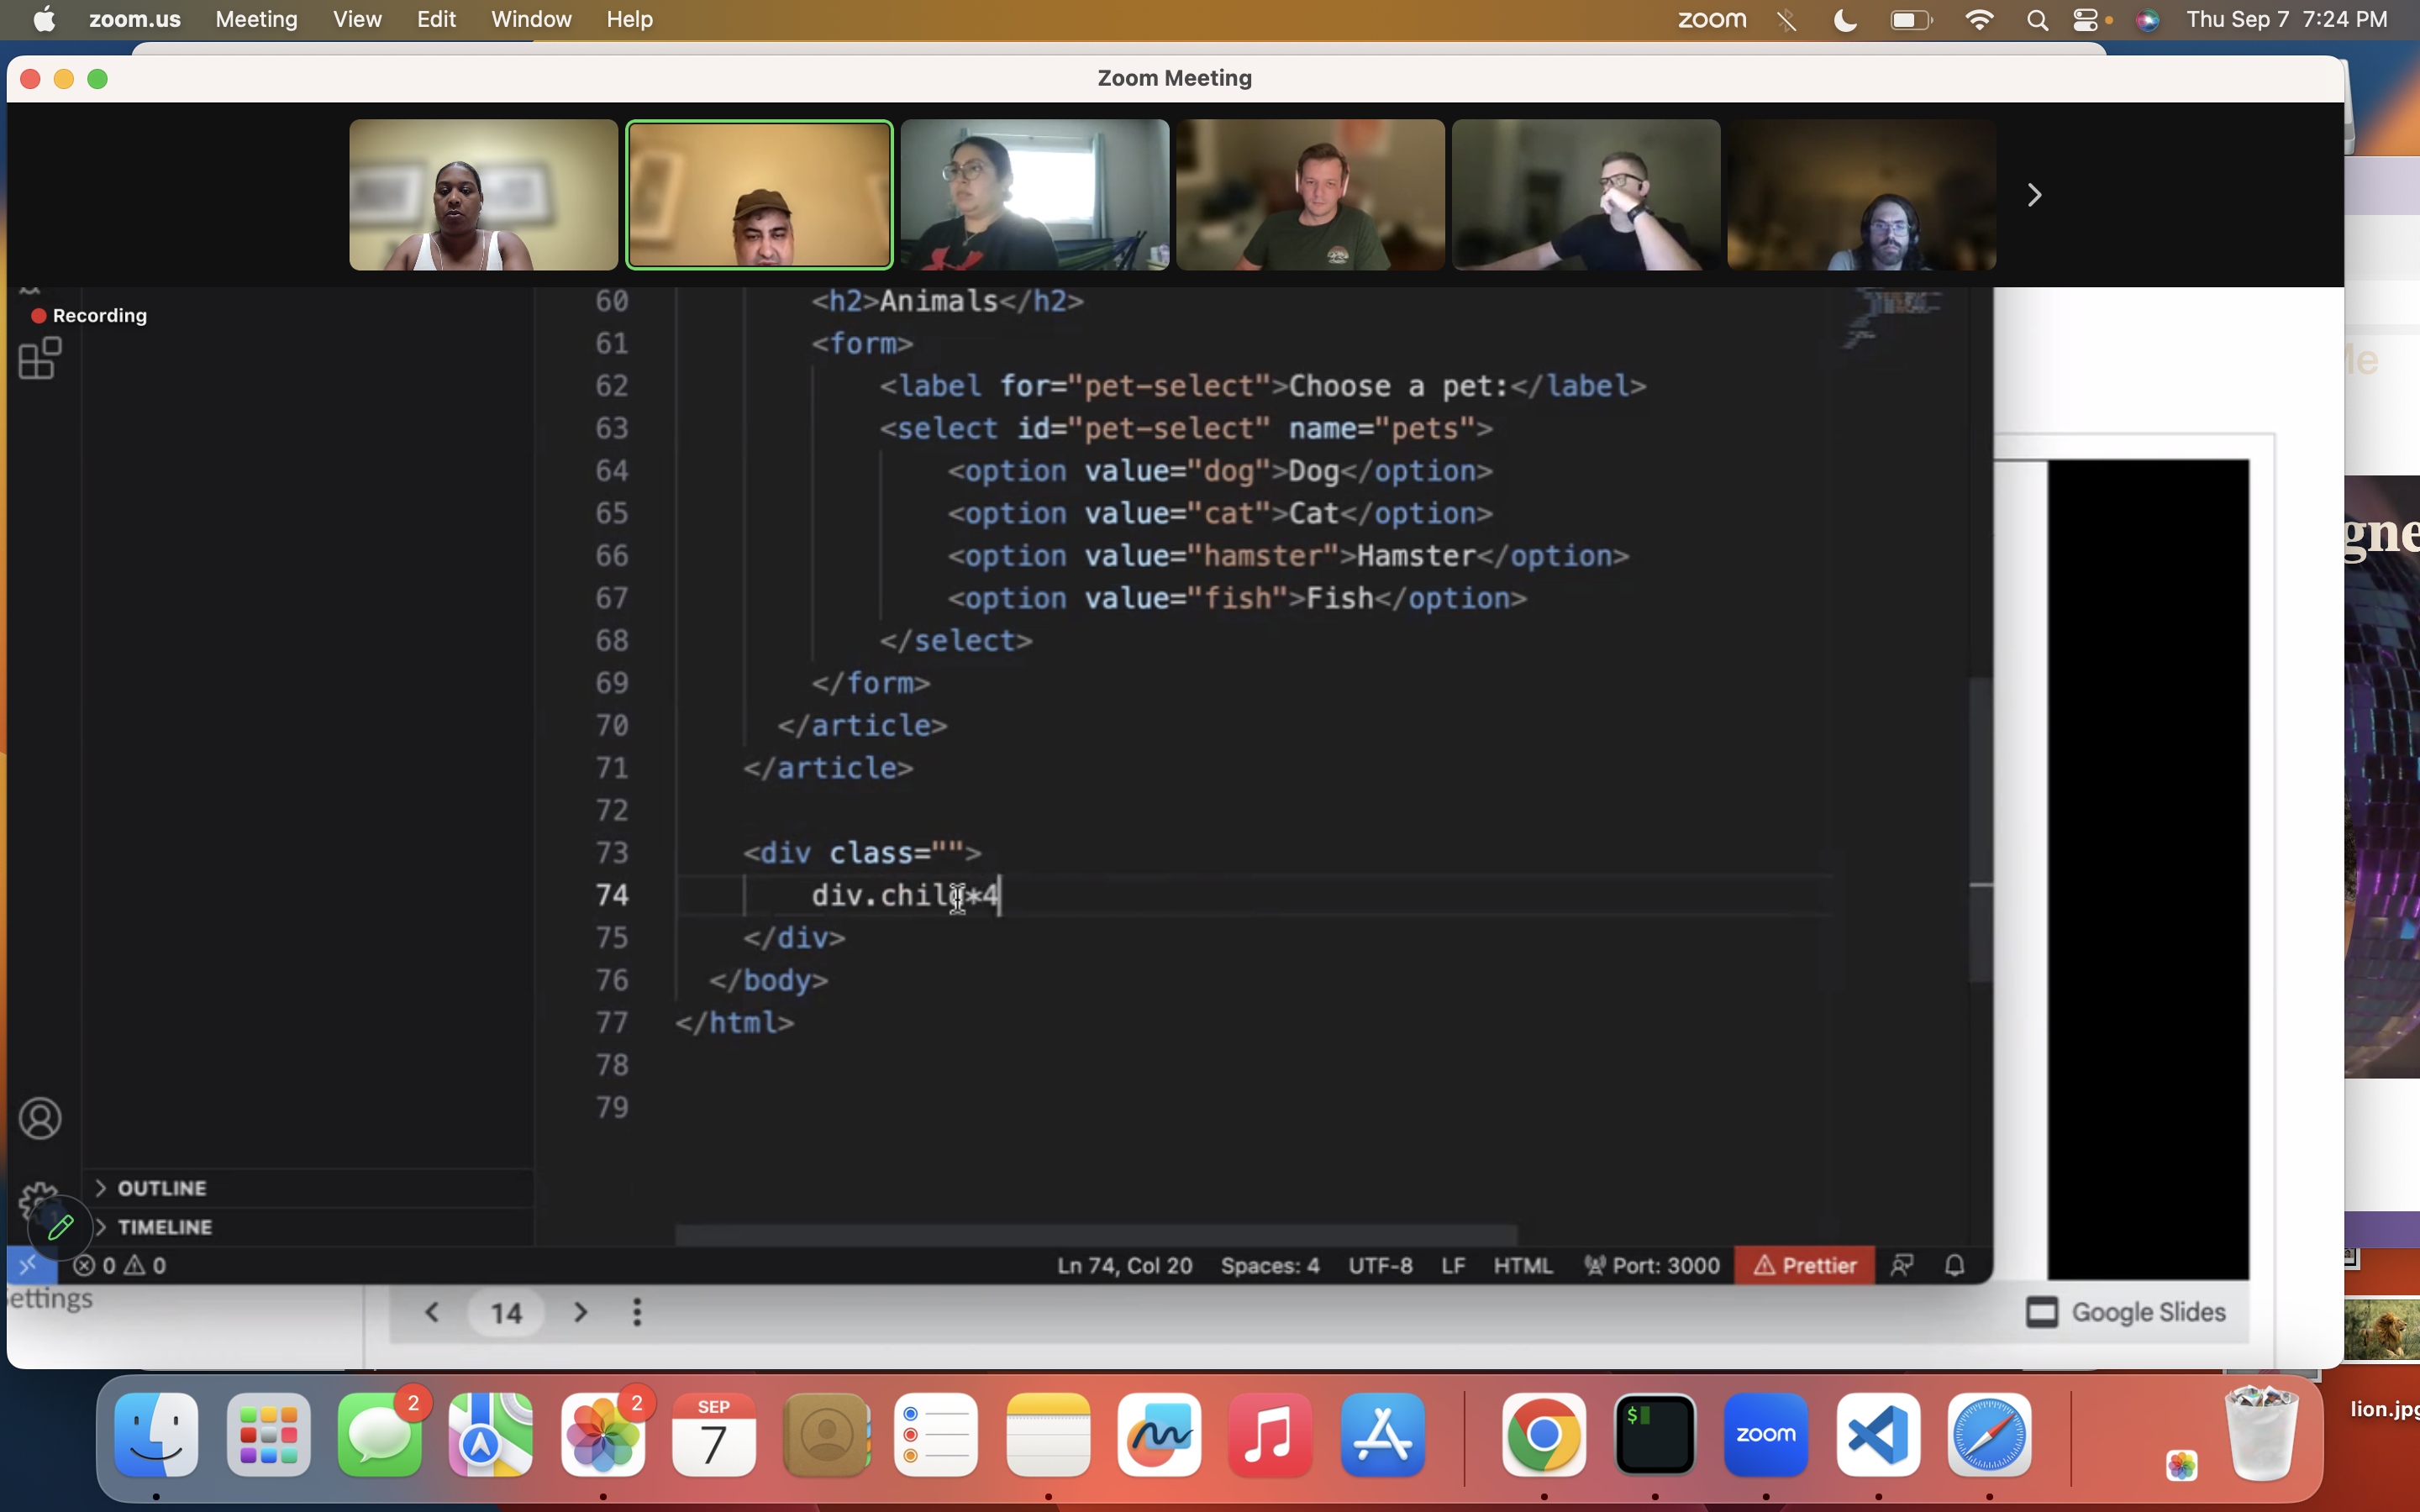 zoom.us Meeting View Edit Window Help
zoom Thu Sep 7 7:24 PM
Zoom Meeting
Recording
60 <h2>Animals</h2>
61 <form>
62 <label for="pet-select">Choose a pet:</label>
63 <select id="pet-select" name="pets">
64 <option value="dog">Dog</option>
65 <option value="cat">Cat</option>
66 <option value="hamster">Hamster</option>
67 <option value="fish">Fish</option>
68 </select>
69 </form>
70 </article>
71 </article>
72
73 <div class="">
74 div.child*4
75 </div>
76 </body>
77 </html>
78
79
OUTLINE
TIMELINE
0 0
Ln 74, Col 20 Spaces: 4 UTF-8 LF HTML Port: 3000 Prettier
ettings
14
Google Slides
Me
gne
2
2
SEP
7
$
zoom
lion.jpg